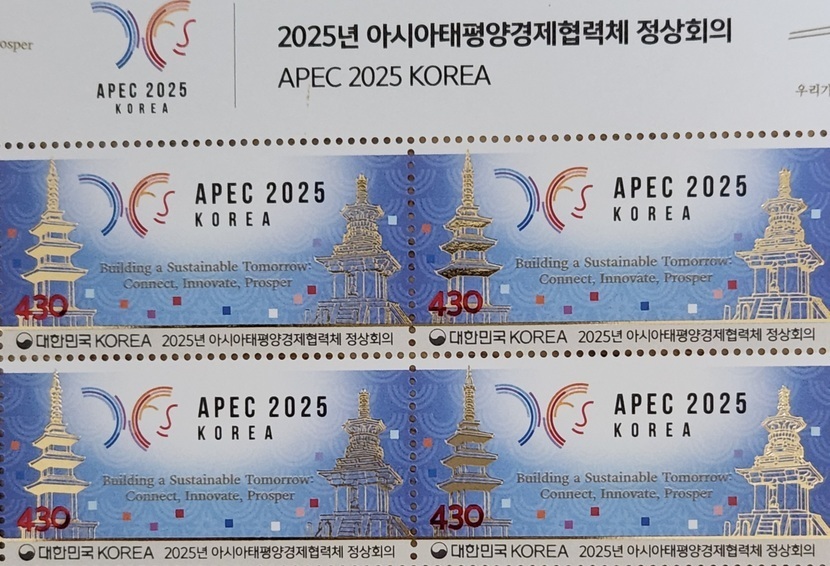 osper
APEC 2025
KOREA
2025년 아시아태평양경제협력체 정상회의
APEC 2025 KOREA
우리가
APEC 2025
KOREA
Building a Sustainable Tomorrow:
Connect, Innovate, Prosper
430
대한민국 KOREA 2025년 아시아태평양경제협력체 정상회의
APEC 2025
KOREA
Building a Sustainable Tomorrow:
Connect, Innovate, Prosper
430
대한민국 KOREA 2025년 아시아태평양경제협력체 정상회의
APEC 2025
KOREA
Building a Sustainable Tomorrow:
Connect, Innovate, Prosper
430
대한민국 KOREA 2025년 아시아태평양경제협력체 정상회의
APEC 2025
KOREA
Building a Sustainable Tomorrow:
Connect, Innovate, Prosper
430
대한민국 KOREA 2025년 아시아태평양경제협력체 정상회의